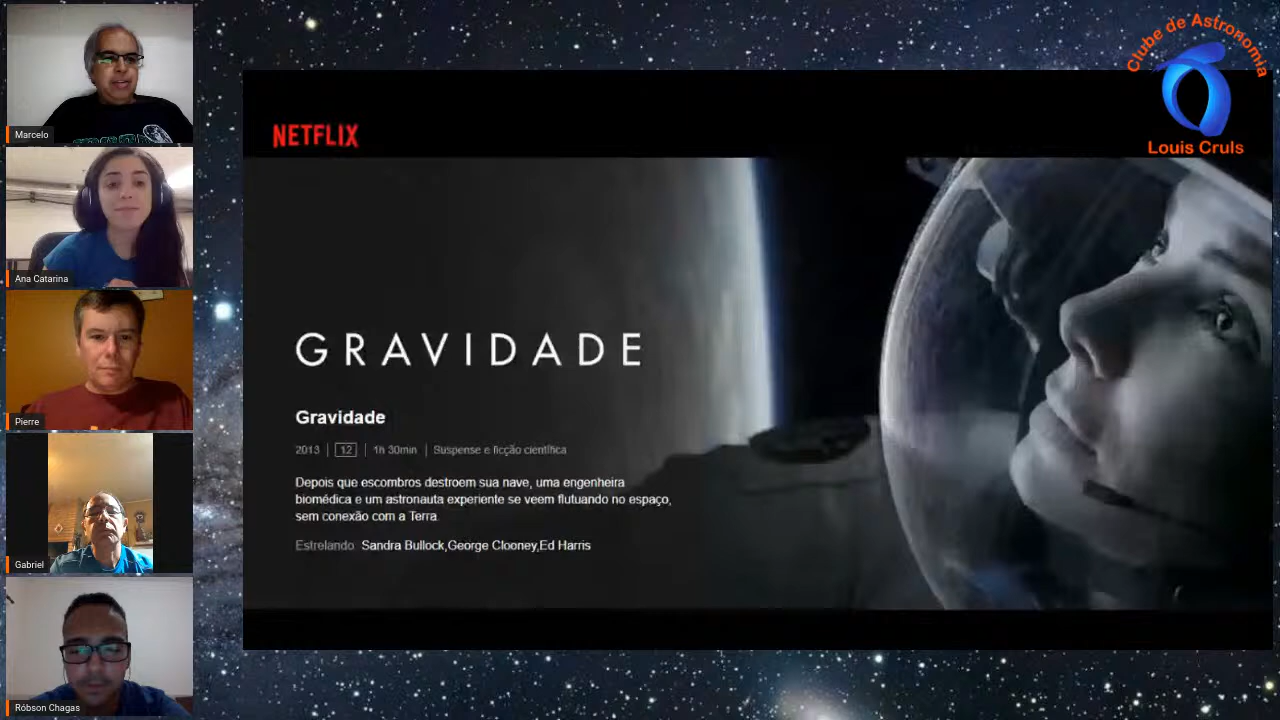 Marcelo
Ana Catarina
Pierre
Gabriel
Róbson Chagas
NETFLIX
GRAVIDADE
Gravidade
2013 | 12 | 1h 30min | Suspense e ficção científica
Depois que escombros destroem sua nave, uma engenheira
biomédica e um astronauta experiente se veem flutuando no espaço,
sem conexão com a Terra.
Estrelando: Sandra Bullock,George Clooney,Ed Harris
Clube de Astronomia
Louis Cruls